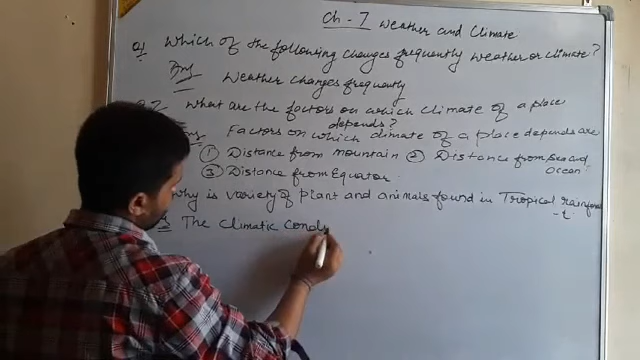 Ch - 7 Weather and Climate
Q1 Which of the following changes frequently weather or climate?
Ans Weather changes frequently
Q.2 What are the factors on which climate of a place
depends?
Ans. Factors on which climate of a place depends are
① Distance from mountain ② Distance from sea and
ocean.
③ Distance from Equator.
why is variety of plant and animals found in Tropical rainfores
-t
The Climatic Condi